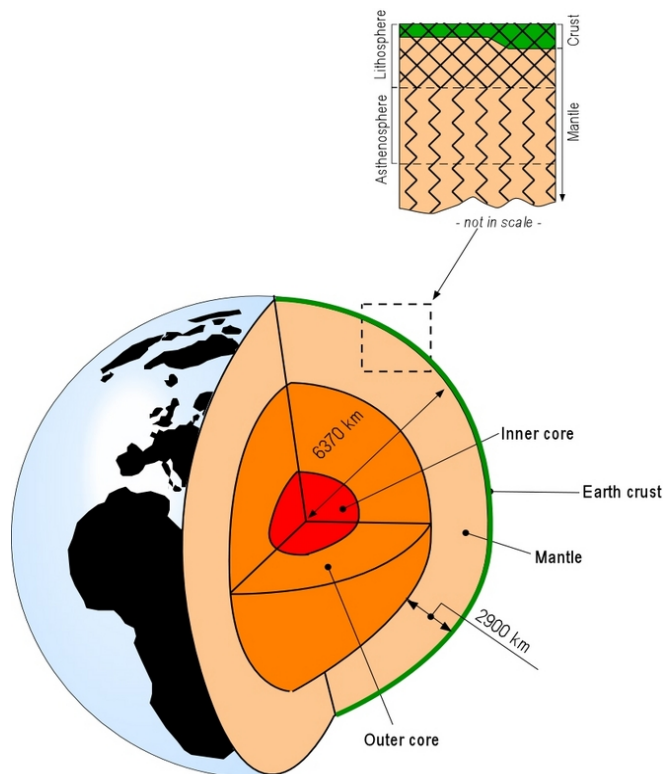 Lithosphere
Crust
Asthenosphere
Mantle
- not in scale -
6370 km
Inner core
Earth crust
Mantle
2900 km
Outer core